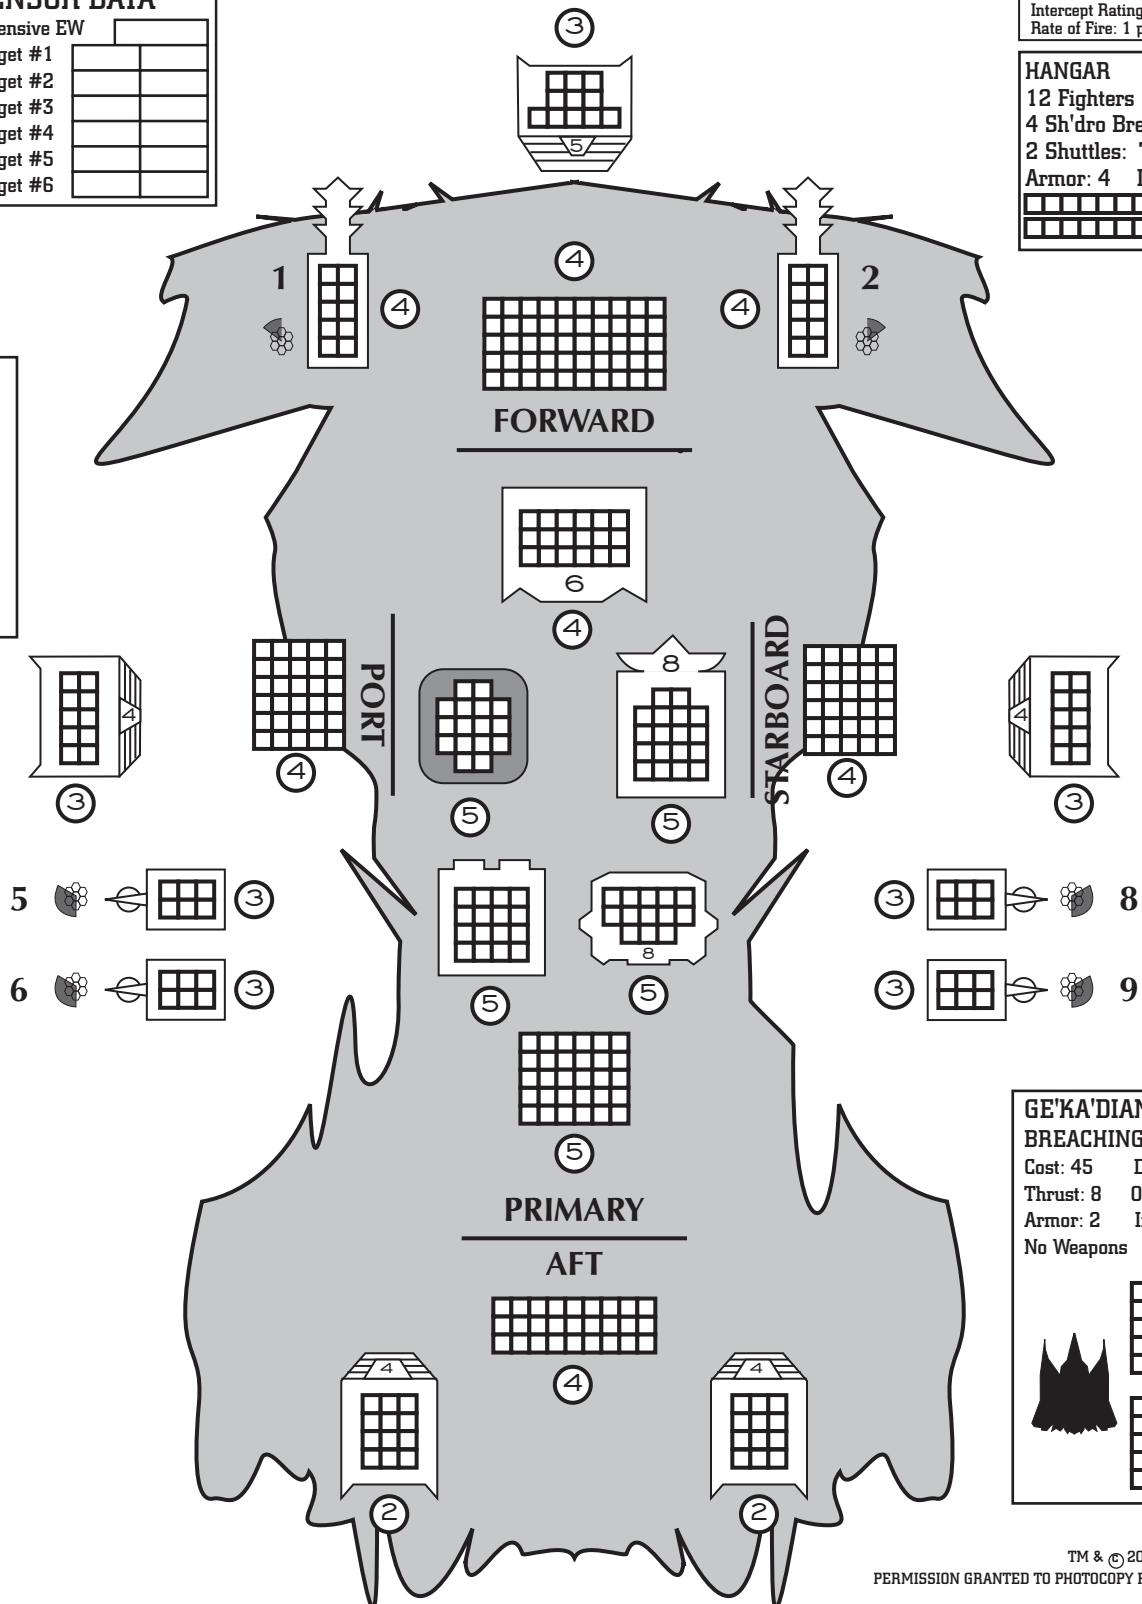 ensive EW
get #1
get #2
get #3
get #4
get #5
get #6
Intercept Rating
Rate of Fire: 1
HANGAR
12 Fighters
4 Sh'dro
2 Shuttles:
Armor: 4
3
5
1
4
4
4
2
FORWARD
6
4
PORT
STARBOARD
8
4
3
4
5
5
4
4
3
5
3
3
8
6
3
3
9
8
5
5
5
PRIMARY
AFT
4
4
4
2
2
GE'KA'DIAN
BREACHING
Cost: 45
Thrust: 8
Armor: 2
No Weapons
TM & © 20
PERMISSION GRANTED TO PHOTOCOPY